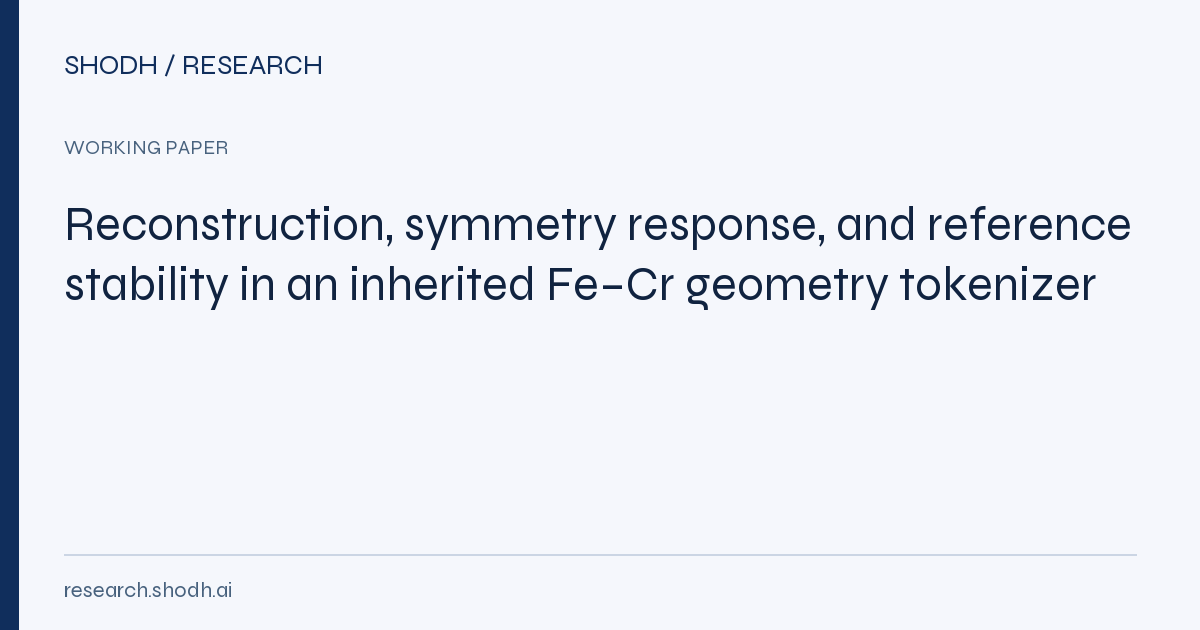 SHODH / RESEARCH
WORKING PAPER
Reconstruction, symmetry response, and reference
stability in an inherited Fe–Cr geometry tokenizer
research.shodh.ai